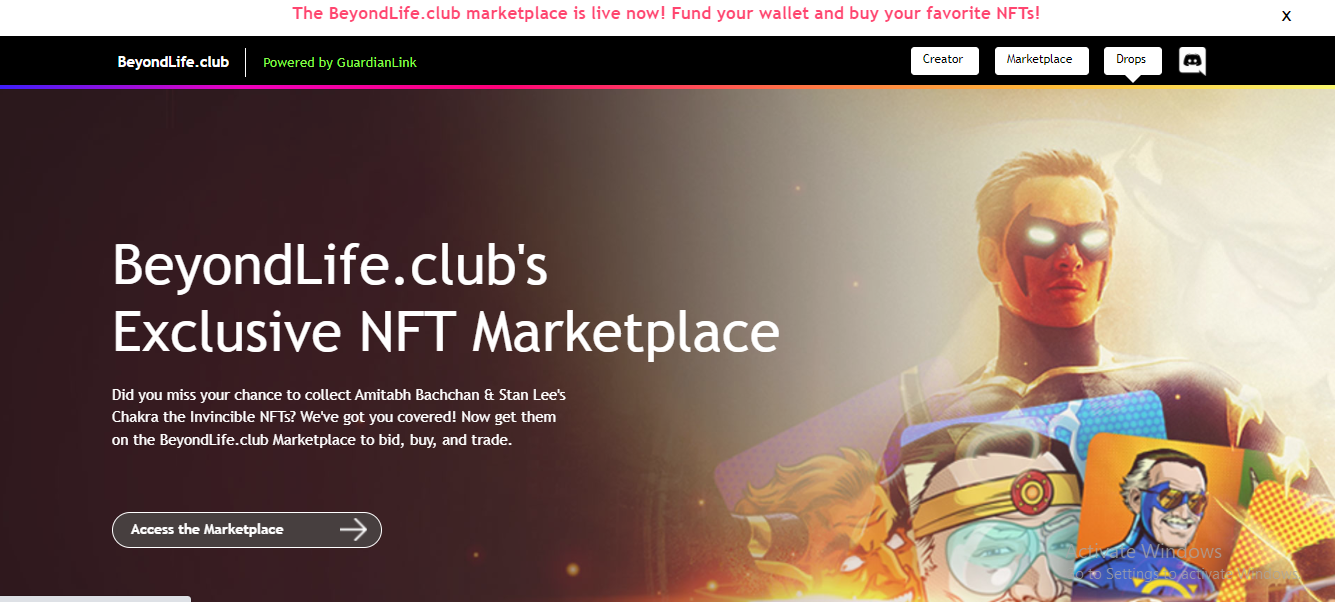 The BeyondLife.club marketplace is live now! Fund your wallet and buy your favorite NFTs!
X
BeyondLife.club
Powered by GuardianLink
Creator
Marketplace
Drops
BeyondLife.club's
Exclusive NFT Marketplace
Did you miss your chance to collect Amitabh Bachchan & Stan Lee's
Chakra the Invincible NFTs? We've got you covered! Now get them
on the BeyondLife.club Marketplace to bid, buy, and trade.
Access the Marketplace
Activate Windows
Go to Settings to activate Windows.